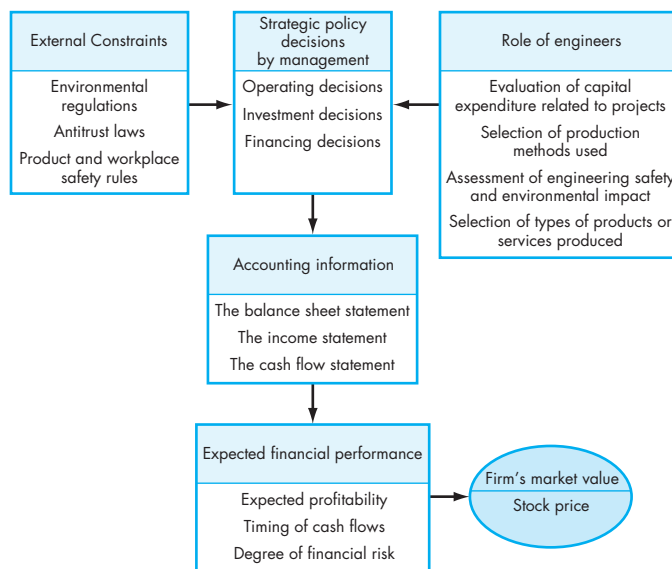 External Constraints
Environmental
regulations
Antitrust laws
Product and workplace
safety rules
Strategic policy
decisions
by management
Operating decisions
Investment decisions
Financing decisions
Role of engineers
Evaluation of capital
expenditure related to projects
Selection of production
methods used
Assessment of engineering safety
and environmental impact
Selection of types of products or
services produced
Accounting information
The balance sheet statement
The income statement
The cash flow statement
Expected financial performance
Expected profitability
Timing of cash flows
Degree of financial risk
Firm's market value
Stock price